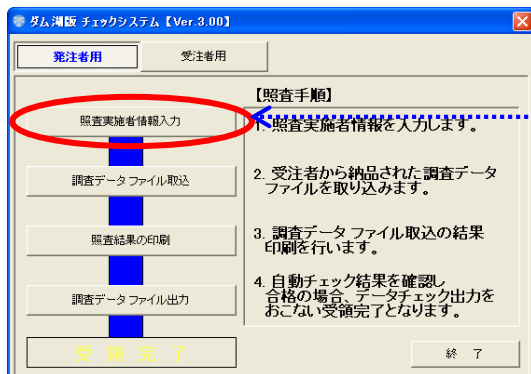 ダム湖版 チェックシステム【Ver.3.00】
発注者用
受注者用
【照査手順】
照査実施者情報入力
1. 照査実施者情報を入力します。
調査データファイル取込
2. 受注者から納品された調査データ
ファイルを取り込みます。
照査結果の印刷
3. 調査データファイル取込の結果
印刷を行います。
調査データファイル出力
4. 自動チェック結果を確認し
合格の場合、データチェック出力を
おこない受領完了となります。
受領完了
終 了